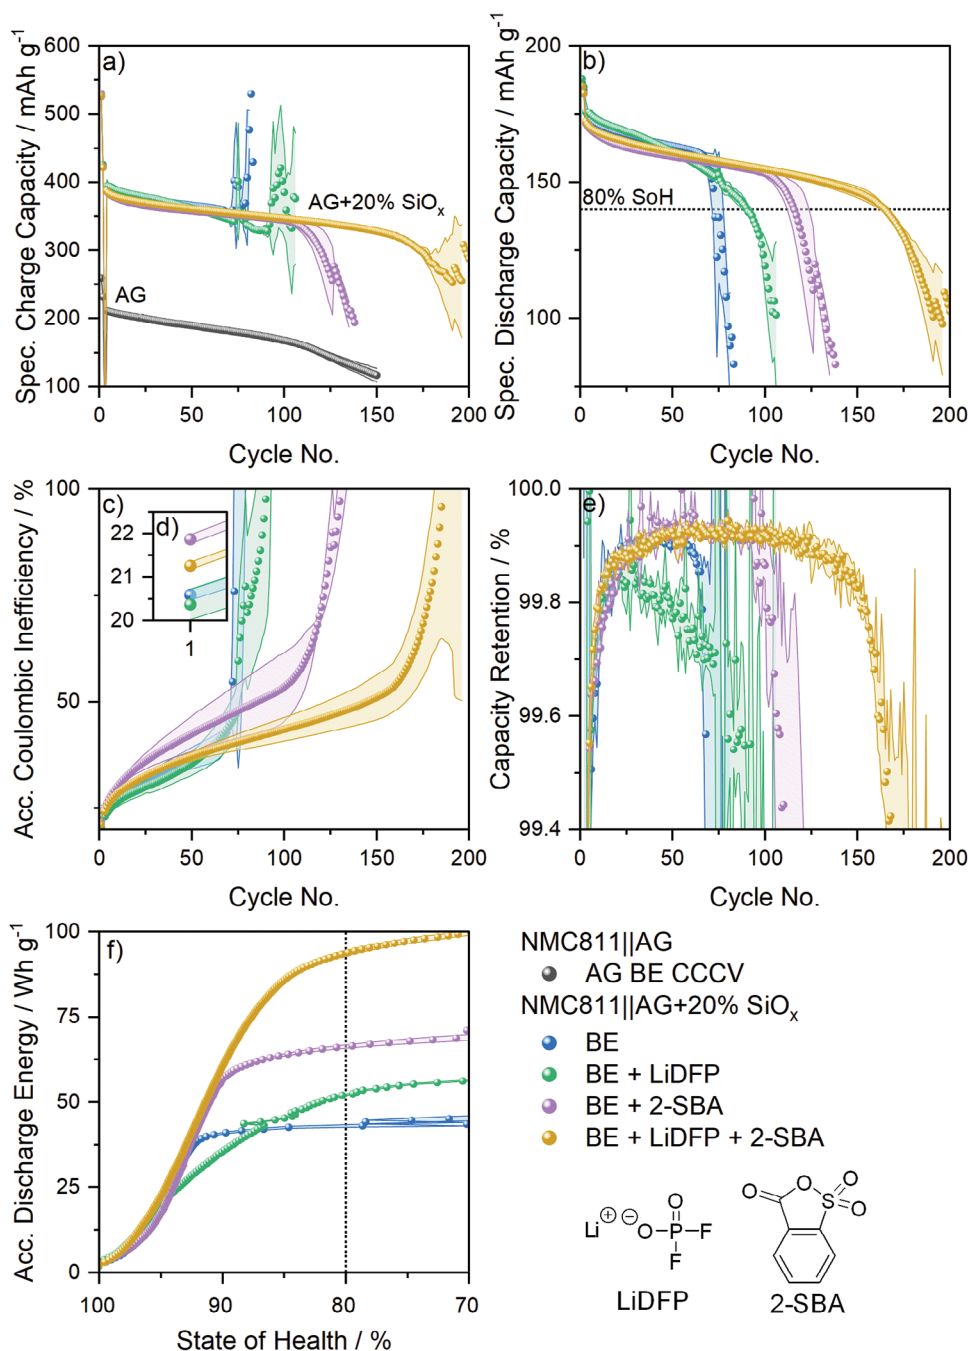 a)
Spec. Charge Capacity / mAh g⁻¹
600
500
400
300
200
100
AG+20% SiOₓ
AG
0
50
100
150
200
Cycle No.
b)
Spec. Discharge Capacity / mAh g⁻¹
200
150
100
80% SoH
0
50
100
150
200
Cycle No.
c)
Acc. Coulombic Inefficiency / %
100
50
d)
22
21
20
1
0
50
100
150
200
Cycle No.
e)
Capacity Retention / %
100.0
99.8
99.6
99.4
0
50
100
150
200
Cycle No.
f)
Acc. Discharge Energy / Wh g⁻¹
100
75
50
25
0
100
90
80
70
State of Health / %
NMC811||AG
AG BE CCCV
NMC811||AG+20% SiOₓ
BE
BE + LiDFP
BE + 2-SBA
BE + LiDFP + 2-SBA
Li⊕ ⊖O-P-F
O
F
LiDFP
O
O
S
O
O
2-SBA